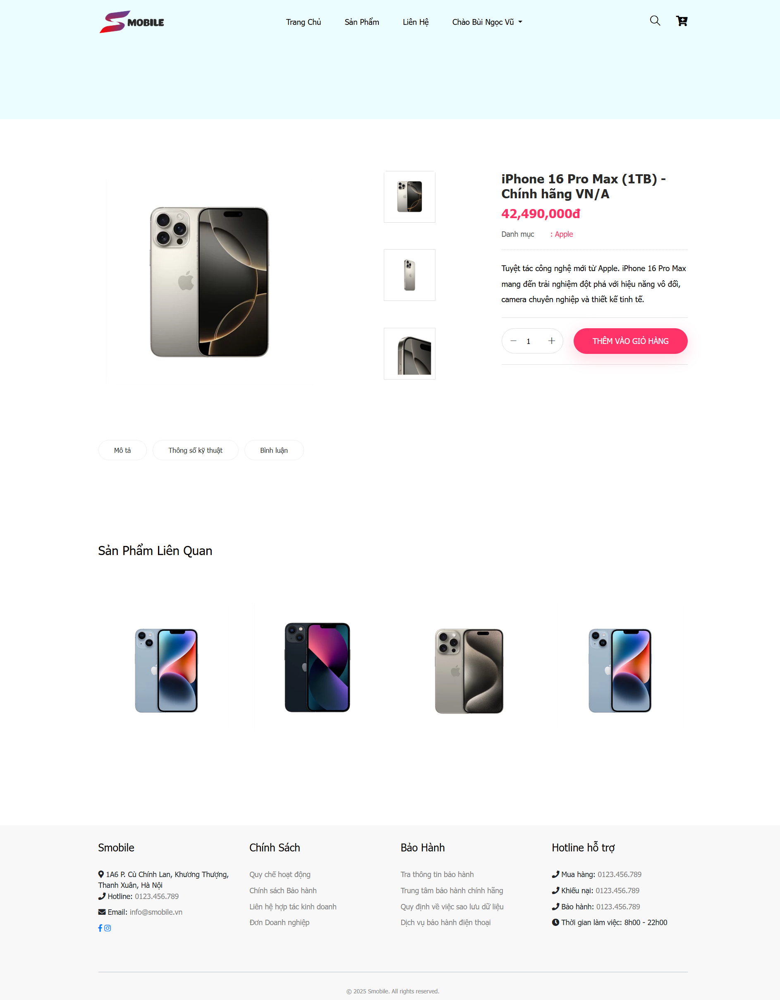 S MOBILE
Trang Chủ
Sản Phẩm
Liên Hệ
Chào Bùi Ngọc Vũ
iPhone 16 Pro Max (1TB) -
Chính hãng VN/A
42,490,000đ
Danh mục : Apple
Tuyệt tác công nghệ mới từ Apple. iPhone 16 Pro Max
mang đến trải nghiệm đột phá với hiệu năng vô đối,
camera chuyên nghiệp và thiết kế tinh tế.
1
THÊM VÀO GIỎ HÀNG
Mô tả
Thông số kỹ thuật
Bình luận
Sản Phẩm Liên Quan
Smobile
1A6 P. Cù Chính Lan, Khương Thượng,
Thanh Xuân, Hà Nội
Hotline: 0123.456.789
Email: info@smobile.vn
Chính Sách
Quy chế hoạt động
Chính sách Bảo hành
Liên hệ hợp tác kinh doanh
Đơn Doanh nghiệp
Bảo Hành
Tra thông tin bảo hành
Trung tâm bảo hành chính hãng
Quy định về việc sao lưu dữ liệu
Dịch vụ bảo hành điện thoại
Hotline hỗ trợ
Mua hàng: 0123.456.789
Khiếu nại: 0123.456.789
Bảo hành: 0123.456.789
Thời gian làm việc: 8h00 - 22h00
© 2025 Smobile. All rights reserved.